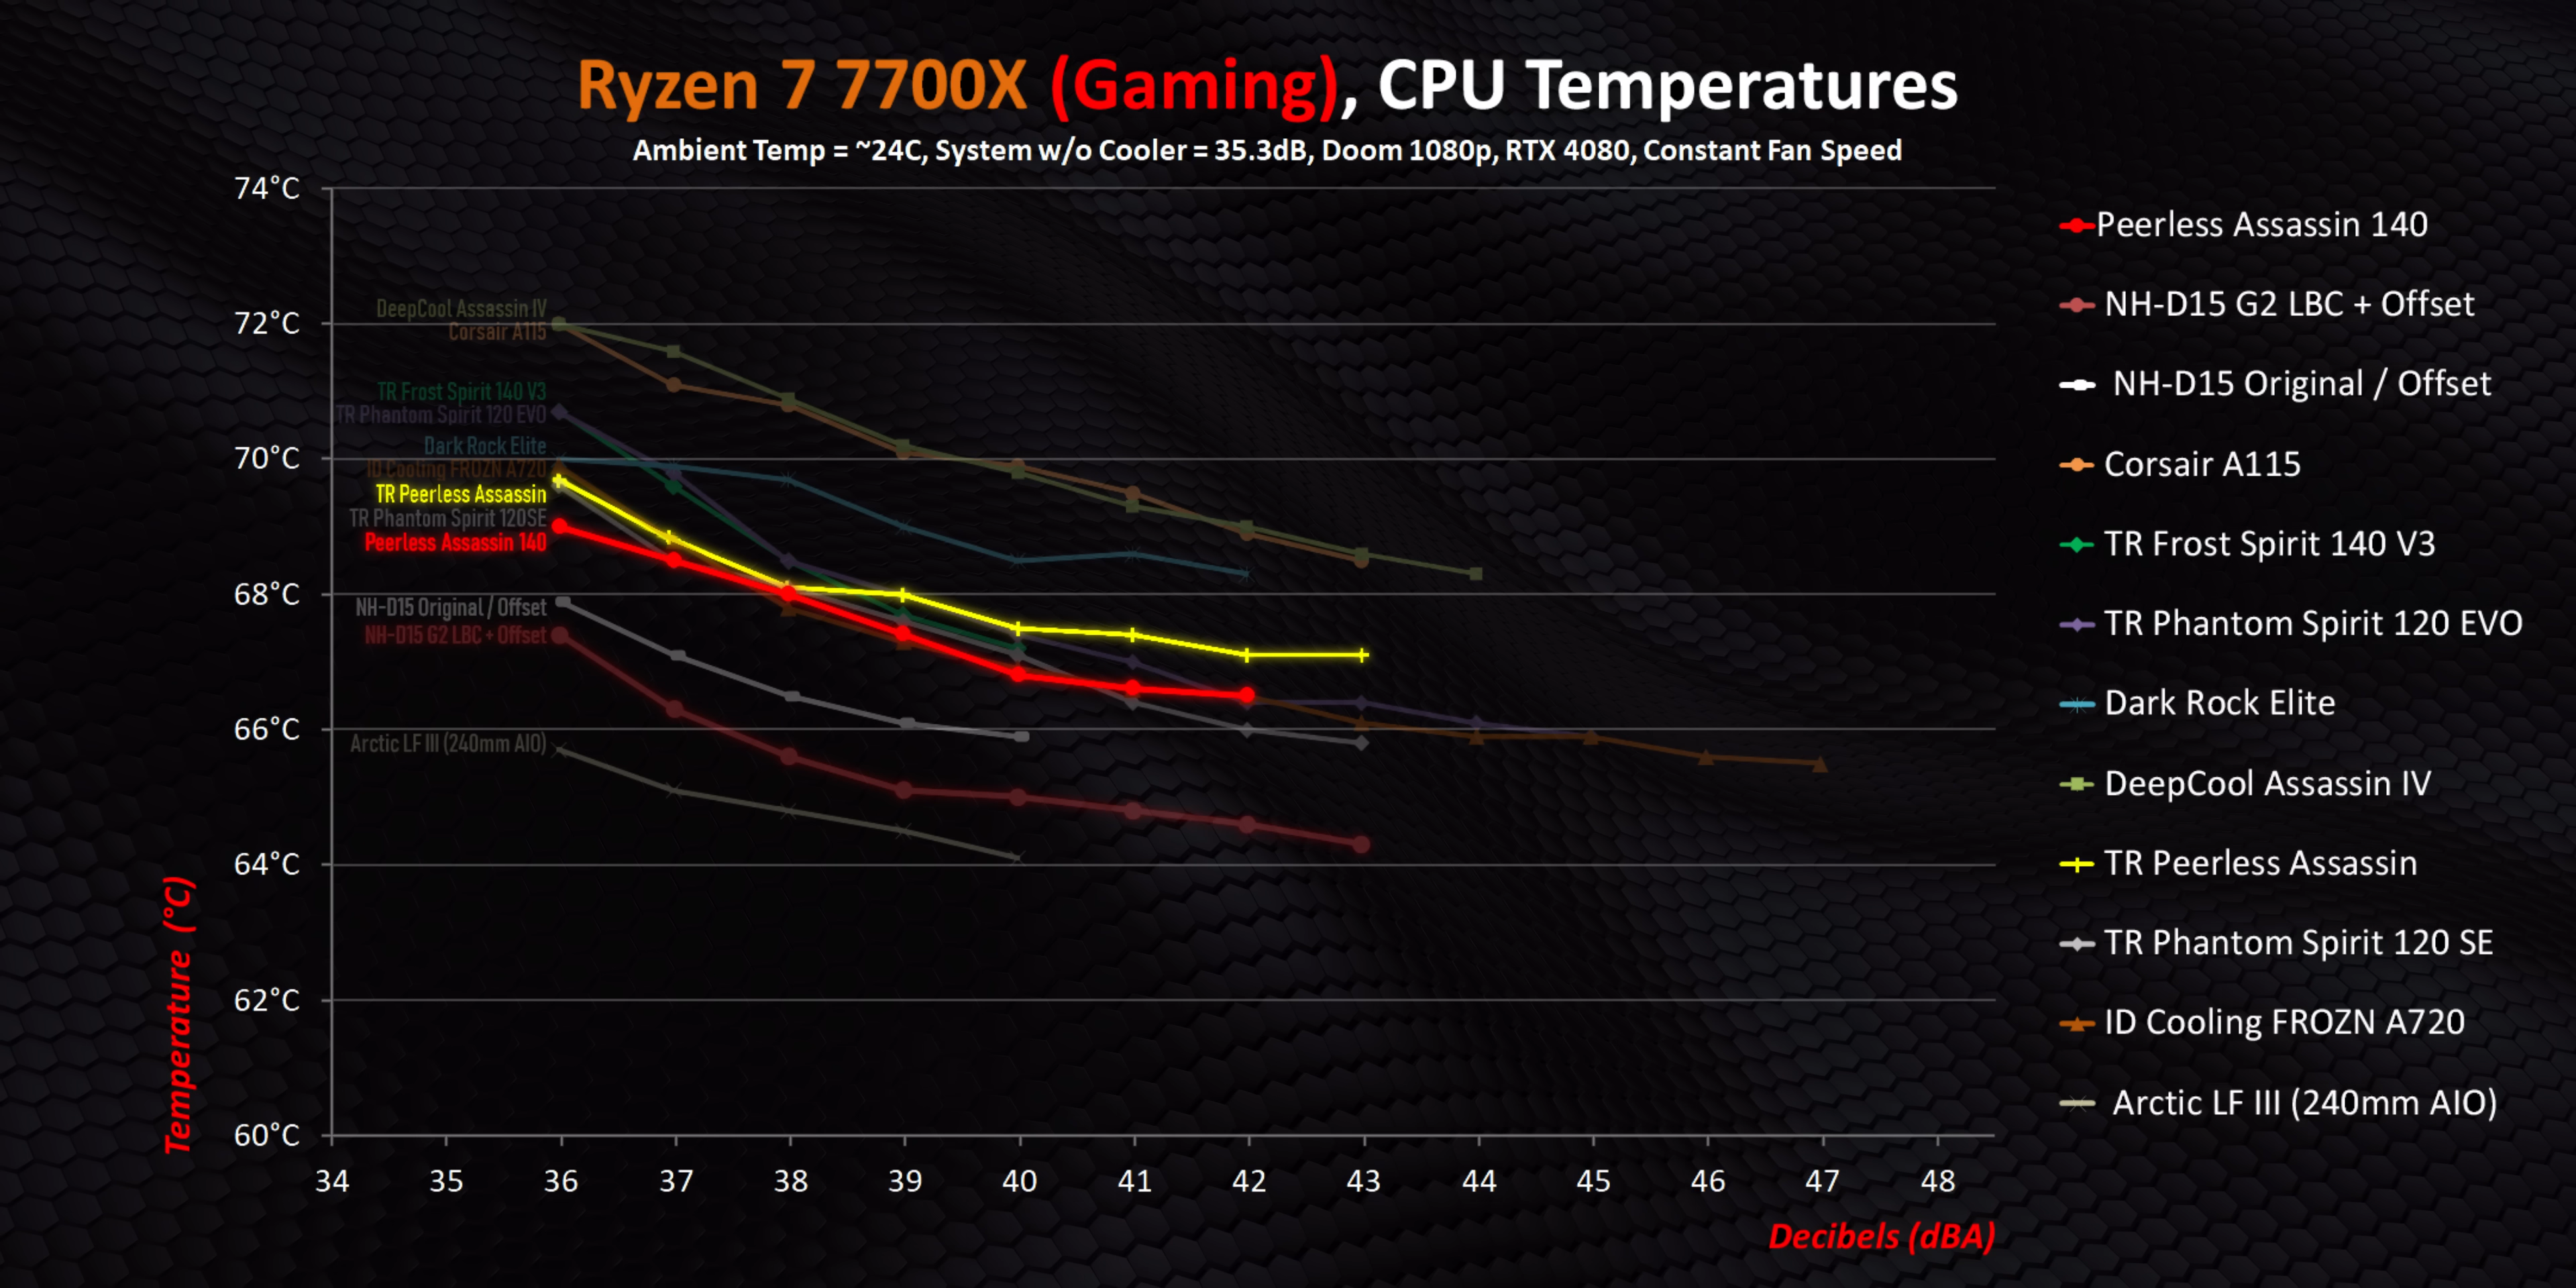 Ryzen 7 7700X (Gaming), CPU Temperatures
Ambient Temp = ~24C, System w/o Cooler = 35.3dB, Doom 1080p, RTX 4080, Constant Fan Speed
74°C
72°C
70°C
68°C
66°C
64°C
62°C
60°C
Temperature (°C)
DeepCool Assassin IV
Corsair A115
TR Frost Spirit 140 V3
TR Phantom Spirit 120 EVO
Dark Rock Elite
ID Cooling FROZN A720
TR Peerless Assassin
TR Phantom Spirit 120SE
Peerless Assassin 140
NH-D15 Original / Offset
NH-D15 G2 LBC + Offset
Arctic LF III (240mm AIO)
34 35 36 37 38 39 40 41 42 43 44 45 46 47 48
Decibels (dBA)
Peerless Assassin 140
NH-D15 G2 LBC + Offset
NH-D15 Original / Offset
Corsair A115
TR Frost Spirit 140 V3
TR Phantom Spirit 120 EVO
Dark Rock Elite
DeepCool Assassin IV
TR Peerless Assassin
TR Phantom Spirit 120 SE
ID Cooling FROZN A720
Arctic LF III (240mm AIO)